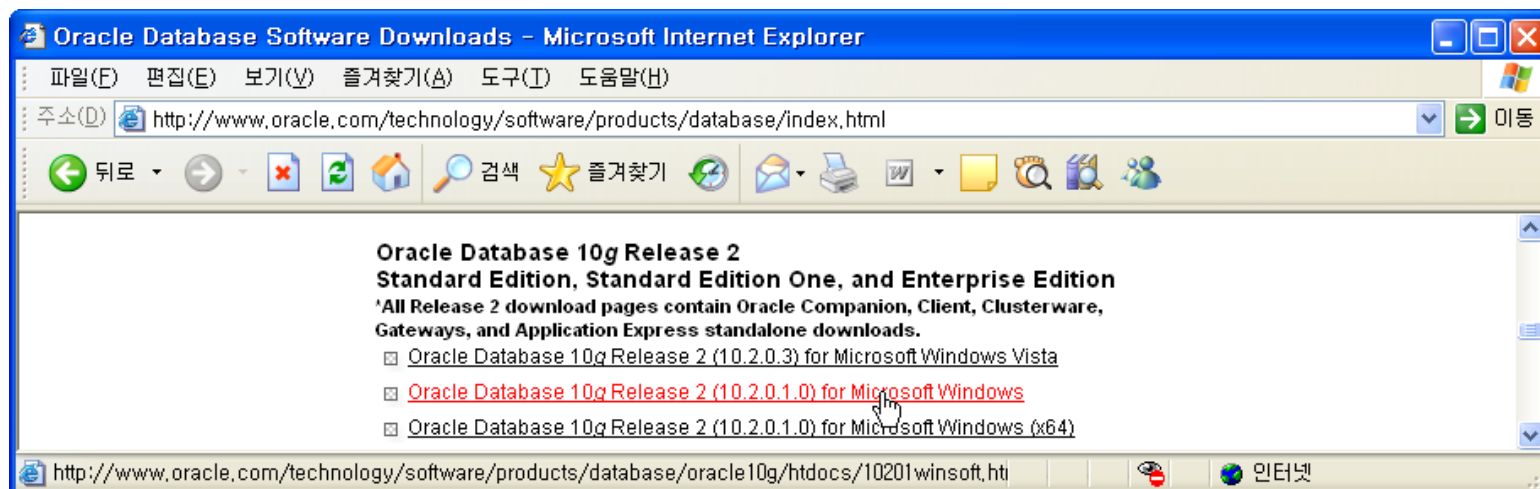 Oracle Database Software Downloads - Microsoft Internet Explorer
파일(F) 편집(E) 보기(V) 즐겨찾기(A) 도구(T) 도움말(H)
주소(D) http://www.oracle.com/technology/software/products/database/index.html 이동
뒤로 검색 즐겨찾기 W
Oracle Database 10g Release 2
Standard Edition, Standard Edition One, and Enterprise Edition
*All Release 2 download pages contain Oracle Companion, Client, Clusterware,
Gateways, and Application Express standalone downloads.
Oracle Database 10g Release 2 (10.2.0.3) for Microsoft Windows Vista
Oracle Database 10g Release 2 (10.2.0.1.0) for Microsoft Windows
Oracle Database 10g Release 2 (10.2.0.1.0) for Microsoft Windows (x64)
http://www.oracle.com/technology/software/products/database/oracle10g/htdocs/10201winsoft.ht 인터넷